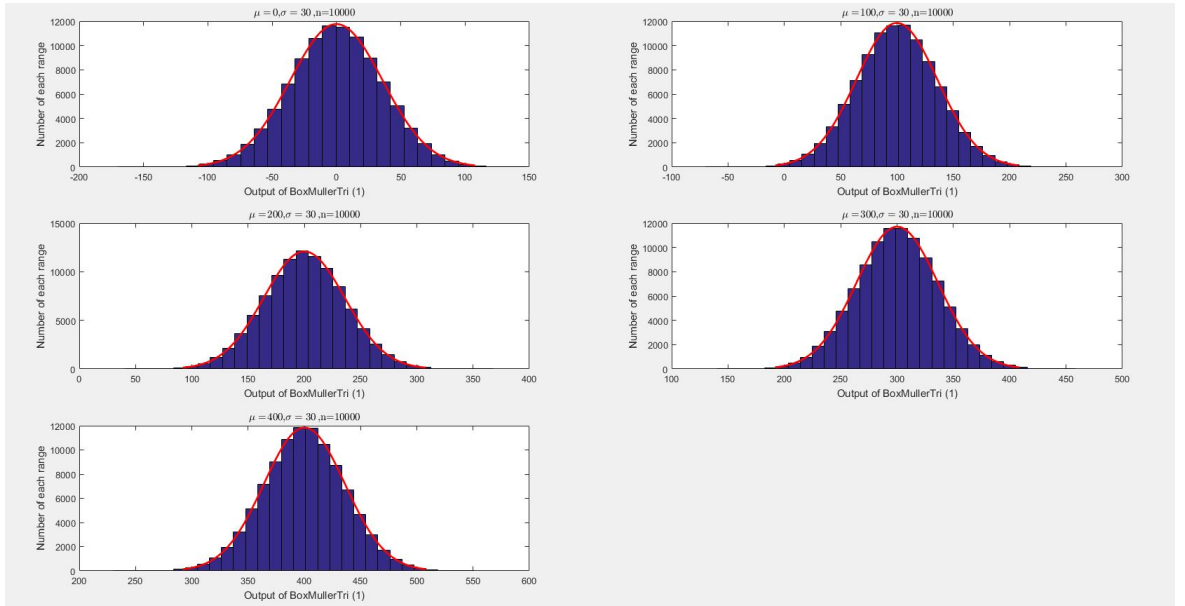 μ = 0,σ = 30 ,n=10000
12000
10000
8000
6000
4000
2000
0
Number of each range
-200 -150 -100 -50 0 50 100 150
Output of BoxMullerTri (1)
μ =100,σ = 30 ,n=10000
12000
10000
8000
6000
4000
2000
0
Number of each range
-100 -50 0 50 100 150 200 250 300
Output of BoxMullerTri (1)
μ =200,σ = 30 ,n=10000
15000
10000
5000
0
Number of each range
0 50 100 150 200 250 300 350 400
Output of BoxMullerTri (1)
μ =300,σ = 30 ,n=10000
12000
10000
8000
6000
4000
2000
0
Number of each range
100 150 200 250 300 350 400 450 500
Output of BoxMullerTri (1)
μ =400,σ = 30 ,n=10000
12000
10000
8000
6000
4000
2000
0
Number of each range
200 250 300 350 400 450 500 550 600
Output of BoxMullerTri (1)